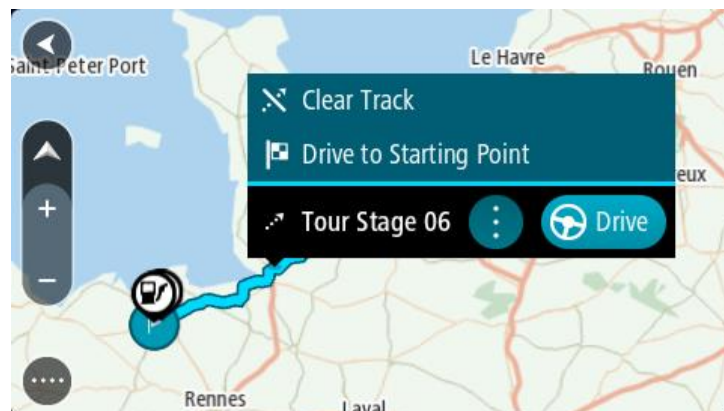 Le Havre
Saint Peter Port
Rouen
Clear Track
Drive to Starting Point
eux
Tour Stage 06
Drive
Rennes
Laval